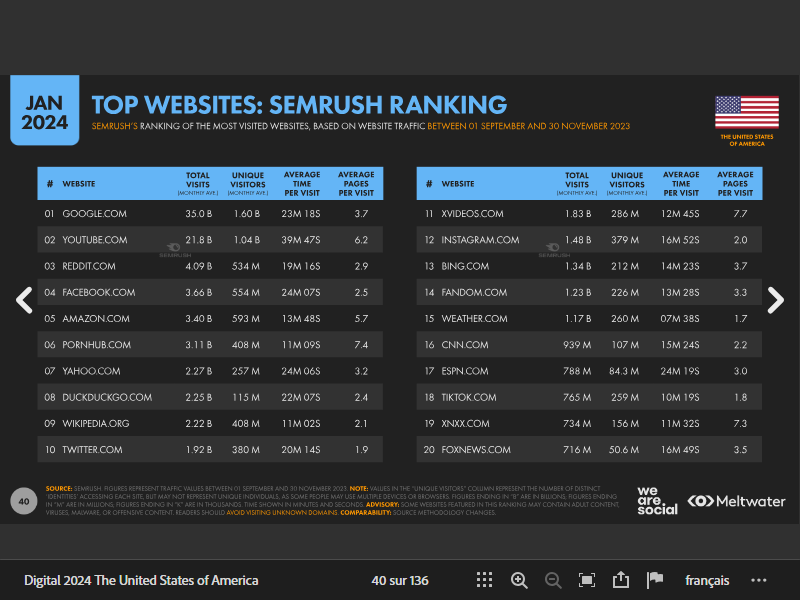 JAN
2024
TOP WEBSITES: SEMRUSH RANKING
SEMRUSH'S RANKING OF THE MOST VISITED WEBSITES, BASED ON WEBSITE TRAFFIC BETWEEN 01 SEPTEMBER AND 30 NOVEMBER 2023
THE UNITED STATES
OF AMERICA
# WEBSITE TOTAL VISITS (MONTHLY AVE.) UNIQUE VISITORS (MONTHLY AVE.) AVERAGE TIME PER VISIT AVERAGE PAGES PER VISIT
01 GOOGLE.COM 35.0 B 1.60 B 23M 18S 3.7
02 YOUTUBE.COM 21.8 B 1.04 B 39M 47S 6.2
03 REDDIT.COM 4.09 B 534 M 19M 16S 2.9
04 FACEBOOK.COM 3.66 B 554 M 24M 07S 2.5
05 AMAZON.COM 3.40 B 593 M 13M 48S 5.7
06 PORNHUB.COM 3.11 B 408 M 11M 09S 7.4
07 YAHOO.COM 2.27 B 257 M 24M 06S 3.2
08 DUCKDUCKGO.COM 2.25 B 115 M 22M 07S 2.4
09 WIKIPEDIA.ORG 2.22 B 408 M 11M 02S 2.1
10 TWITTER.COM 1.92 B 380 M 20M 14S 1.9
SEMRUSH
# WEBSITE TOTAL VISITS (MONTHLY AVE.) UNIQUE VISITORS (MONTHLY AVE.) AVERAGE TIME PER VISIT AVERAGE PAGES PER VISIT
11 XVIDEOS.COM 1.83 B 286 M 12M 45S 7.7
12 INSTAGRAM.COM 1.48 B 379 M 16M 52S 2.0
13 BING.COM 1.34 B 212 M 14M 23S 3.7
14 FANDOM.COM 1.23 B 226 M 13M 28S 3.3
15 WEATHER.COM 1.17 B 260 M 07M 38S 1.7
16 CNN.COM 939 M 107 M 15M 24S 2.2
17 ESPN.COM 788 M 84.3 M 24M 19S 3.0
18 TIKTOK.COM 765 M 259 M 10M 19S 1.8
19 XNXX.COM 734 M 156 M 11M 32S 7.3
20 FOXNEWS.COM 716 M 50.6 M 16M 49S 3.5
SEMRUSH
40
SOURCE: SEMRUSH. FIGURES REPRESENT TRAFFIC VALUES BETWEEN 01 SEPTEMBER AND 30 NOVEMBER 2023. NOTE: VALUES IN THE "UNIQUE VISITORS" COLUMN REPRESENT THE NUMBER OF DISTINCT
'IDENTITIES' ACCESSING EACH SITE, BUT MAY NOT REPRESENT UNIQUE INDIVIDUALS, AS SOME PEOPLE MAY USE MULTIPLE DEVICES OR BROWSERS. FIGURES ENDING IN "B" ARE IN BILLIONS, FIGURES ENDING
IN "M" ARE IN MILLIONS, FIGURES ENDING IN "K" ARE IN THOUSANDS. TIME SHOWN IN MINUTES AND SECONDS. ADVISORY: SOME WEBSITES FEATURED IN THIS RANKING MAY CONTAIN ADULT CONTENT,
VIRUSES, MALWARE, OR OFFENSIVE CONTENT. READERS SHOULD AVOID VISITING UNKNOWN DOMAINS. COMPARABILITY: SOURCE METHODOLOGY CHANGES.
we
are.
social
Meltwater
Digital 2024 The United States of America
40 sur 136
français